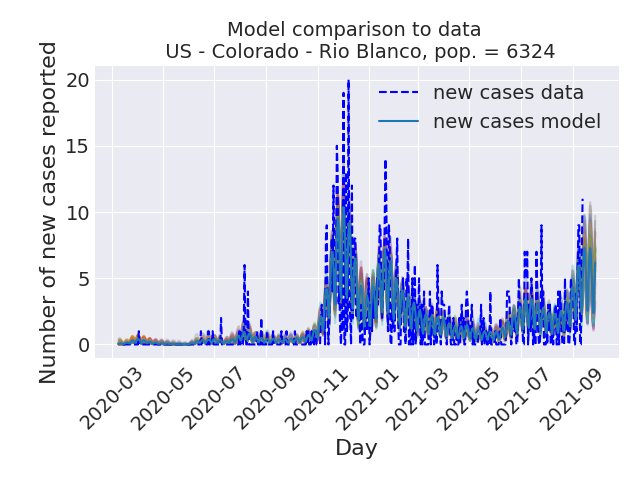 Model comparison to data
US - Colorado - Rio Blanco, pop. = 6324
Number of new cases reported
20
15
10
5
0
new cases data
new cases model
2020-03
2020-05
2020-07
2020-09
2020-11
2021-01
2021-03
2021-05
2021-07
2021-09
Day